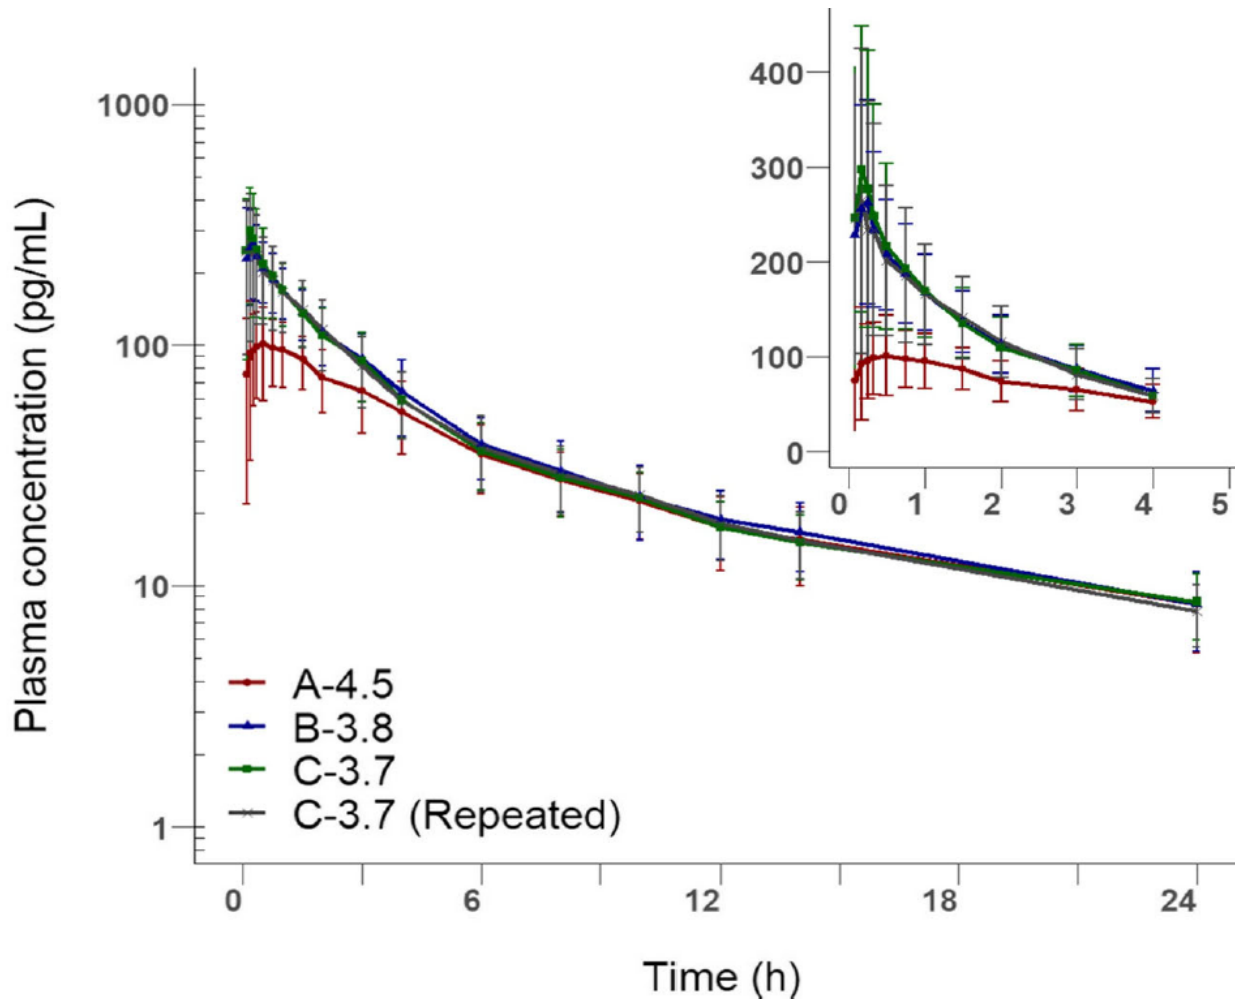 Plasma concentration (pg/mL)
1000
100
10
1
400
300
200
100
0
0 1 2 3 4 5
A-4.5
B-3.8
C-3.7
C-3.7 (Repeated)
0 6 12 18 24
Time (h)